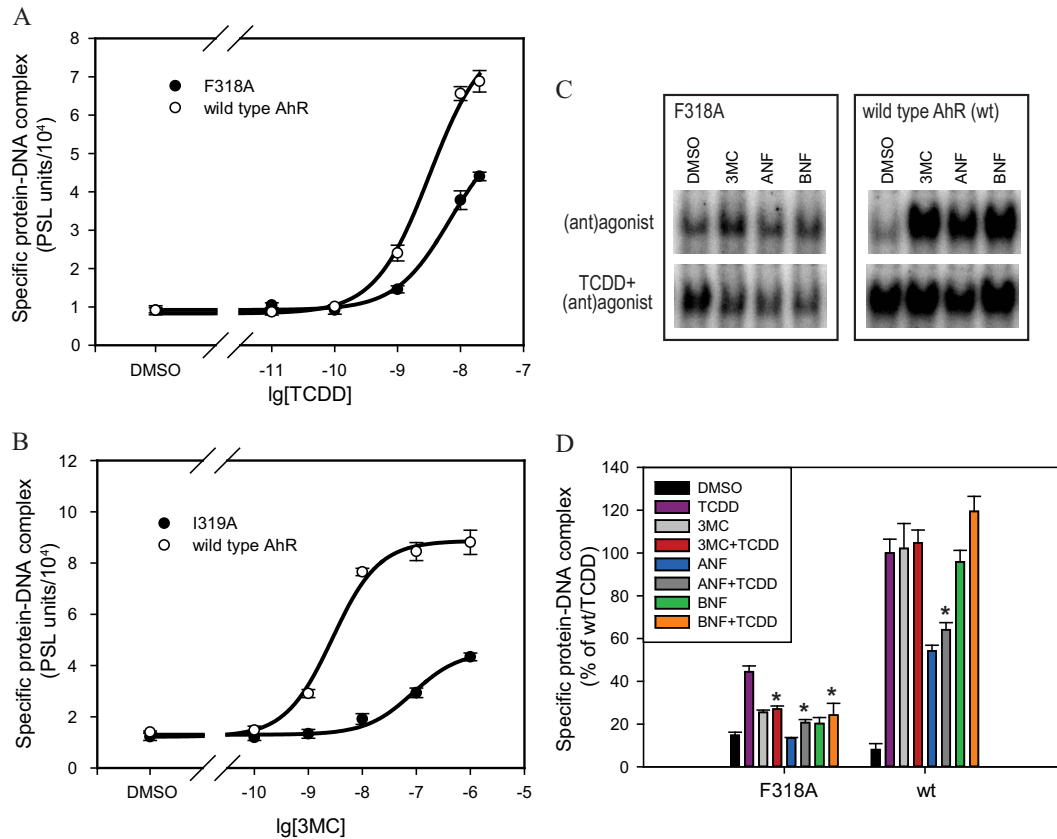 A
Specific protein-DNA complex
(PSL units/10⁴)
8
7
6
5
4
3
2
1
0
F318A
wild type AhR
DMSO
-11
-10
-9
-8
-7
lg[TCDD]
B
Specific protein-DNA complex
(PSL units/10⁴)
12
10
8
6
4
2
0
I319A
wild type AhR
DMSO
-10
-9
-8
-7
-6
-5
lg[3MC]
C
F318A
DMSO
3MC
ANF
BNF
wild type AhR (wt)
DMSO
3MC
ANF
BNF
(ant)agonist
TCDD+
(ant)agonist
D
Specific protein-DNA complex
(% of wt/TCDD)
140
120
100
80
60
40
20
0
DMSO
TCDD
3MC
3MC+TCDD
ANF
ANF+TCDD
BNF
BNF+TCDD
* * * *
F318A
wt